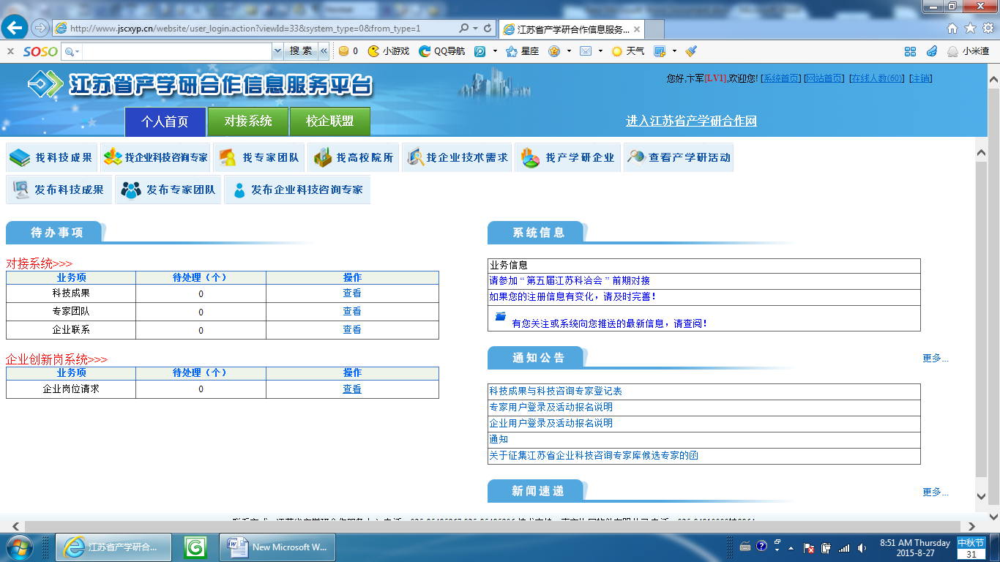 http://www.jscxyp.cn/website/user_login.action?viewId=33&system_type=0&from_type=1
江苏省产学研合作信息服务...
SOSO 搜 索 0 小游戏 QQ导航 星座 天气 小米渣
江苏省产学研合作信息服务平台
您好,卞军[LV1],欢迎您! [系统首页] [网站首页] [在线人数(60)] [注销]
个人首页 对接系统 校企联盟
进入江苏省产学研合作网
找科技成果 找企业科技咨询专家 找专家团队 找高校院所 找企业技术需求 找产学研企业 查看产学研活动
发布科技成果 发布专家团队 发布企业科技咨询专家
待办事项
对接系统>>>
业务项 待处理（个） 操作
科技成果 0 查看
专家团队 0 查看
企业联系 0 查看
企业创新岗系统>>>
业务项 待处理（个） 操作
企业岗位请求 0 查看
系统信息
业务信息
请参加“第五届江苏科洽会”前期对接
如果您的注册信息有变化，请及时完善！
有您关注或系统向您推送的最新信息，请查阅！
通知公告
更多...
科技成果与科技咨询专家登记表
专家用户登录及活动报名说明
企业用户登录及活动报名说明
通知
关于征集江苏省企业科技咨询专家库候选专家的函
新闻速递
更多...
江苏省产学研合...
New Microsoft W...
8:51 AM Thursday
2015-8-27
中秋节
31